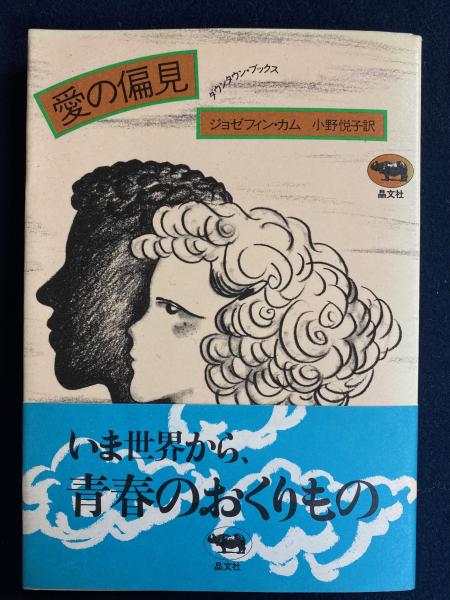 愛の偏見
ダウンタウン・ブックス
ジョゼフィン・カム 小野悦子訳
晶文社
いま世界から、
青春のおくりもの
晶文社